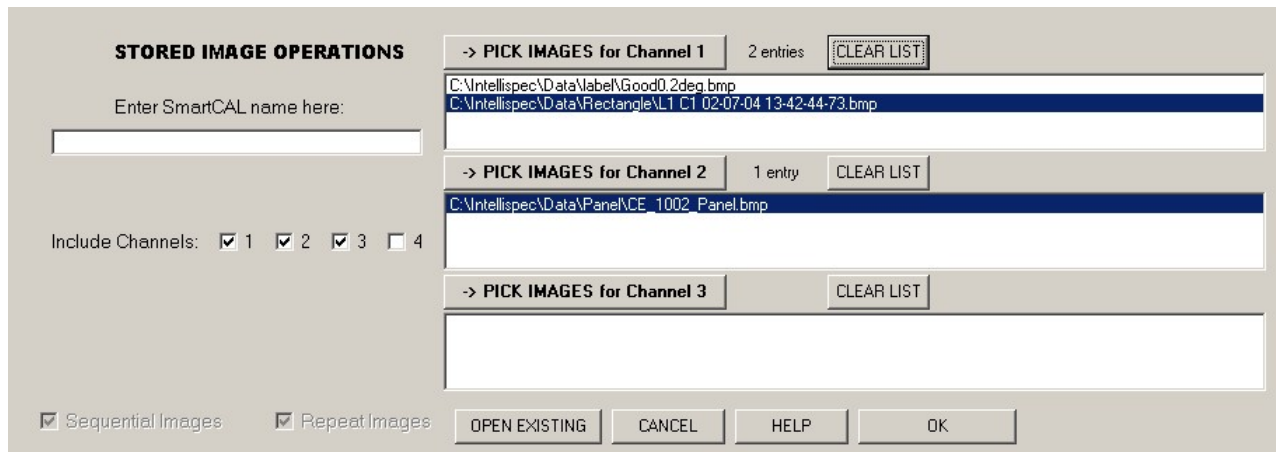 STORED IMAGE OPERATIONS
Enter SmartCAL name here:
Include Channels: 1 2 3 4
Sequential Images Repeat Images
-> PICK IMAGES for Channel 1 2 entries CLEAR LIST
C:\Intellispec\Data\label\Good0.2deg.bmp
C:\Intellispec\Data\Rectangle\L1 C1 02-07-04 13-42-44-73.bmp
-> PICK IMAGES for Channel 2 1 entry CLEAR LIST
C:\Intellispec\Data\Panel\CE_1002_Panel.bmp
-> PICK IMAGES for Channel 3 CLEAR LIST
OPEN EXISTING CANCEL HELP OK